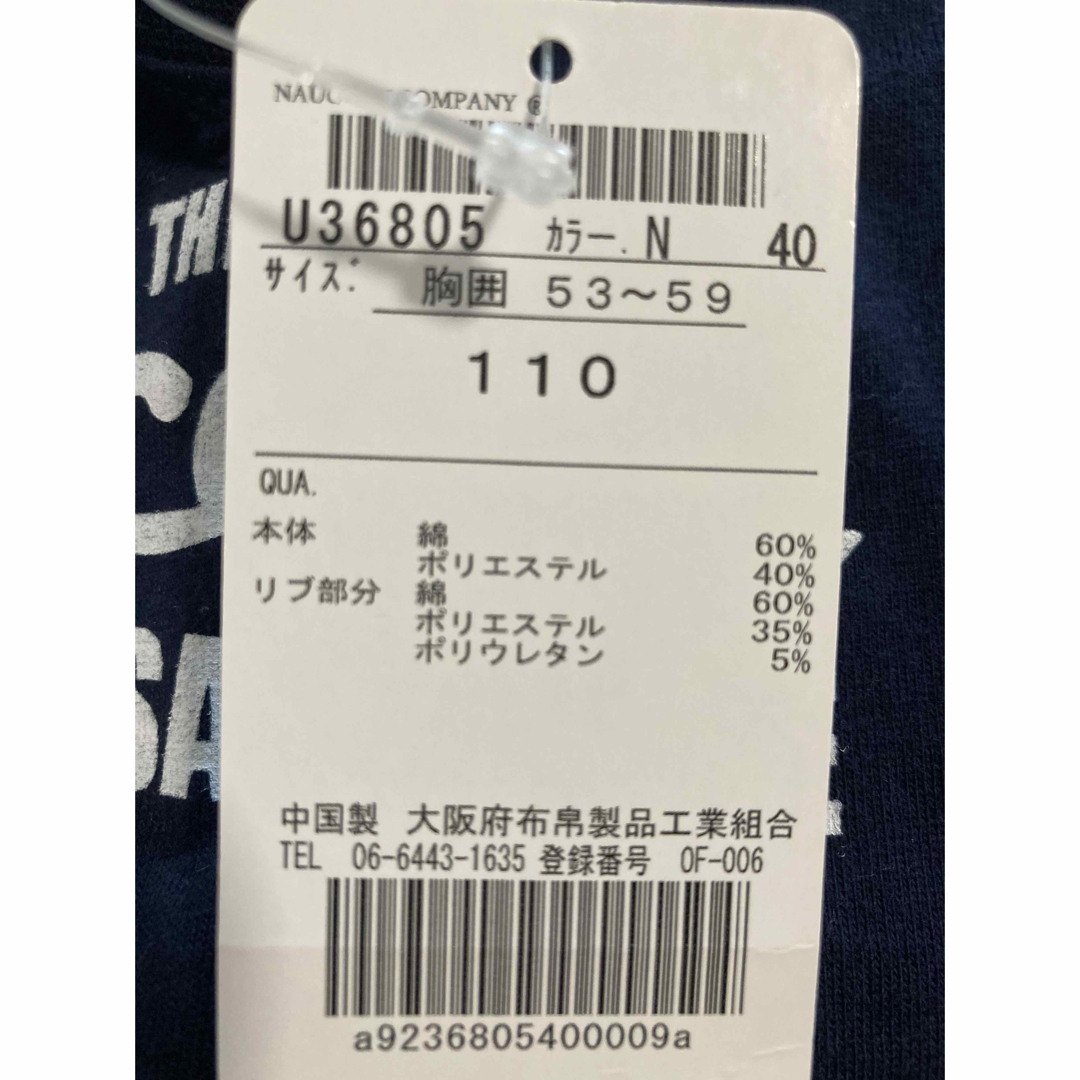 COMPANY ®
U36805 ｶﾗｰ. N 40
サイズ. 胸囲 53～59
110
QUA.
本体 綿 60%
ポリエステル 40%
リブ部分 綿 60%
ポリエステル 35%
ポリウレタン 5%
中国製 大阪府布帛製品工業組合
TEL 06-6443-1635 登録番号 OF-006
a92368054000​09a